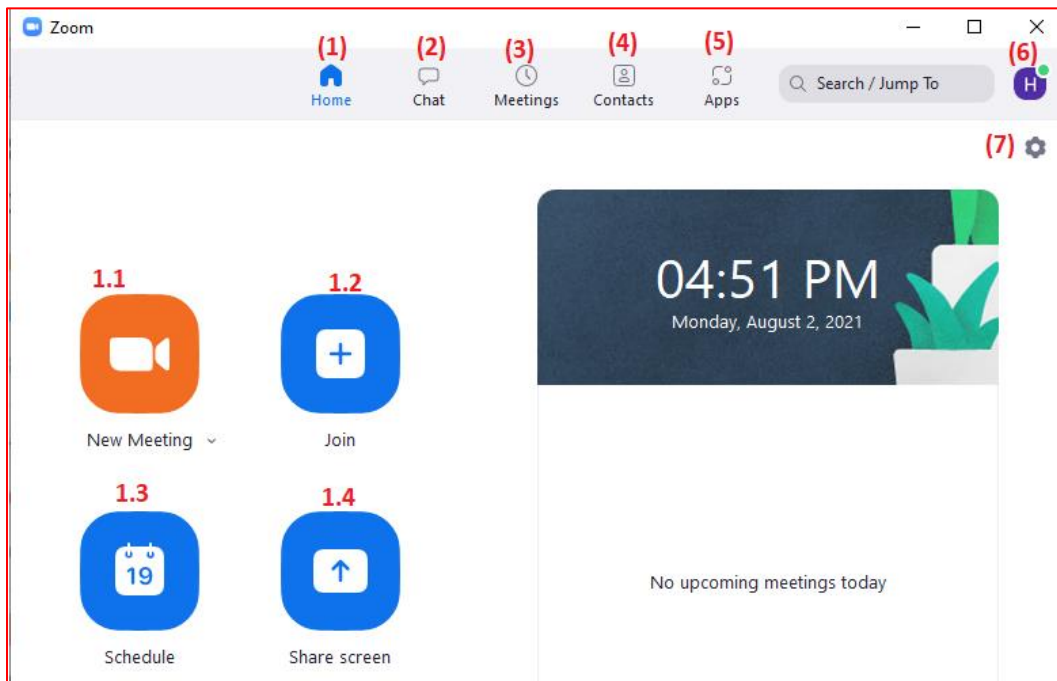 Zoom
(1) (2) (3) (4) (5) (6)
Home Chat Meetings Contacts Apps Search / Jump To H
(7)
1.1 1.2
04:51 PM
Monday, August 2, 2021
New Meeting Join
1.3 1.4
19
No upcoming meetings today
Schedule Share screen